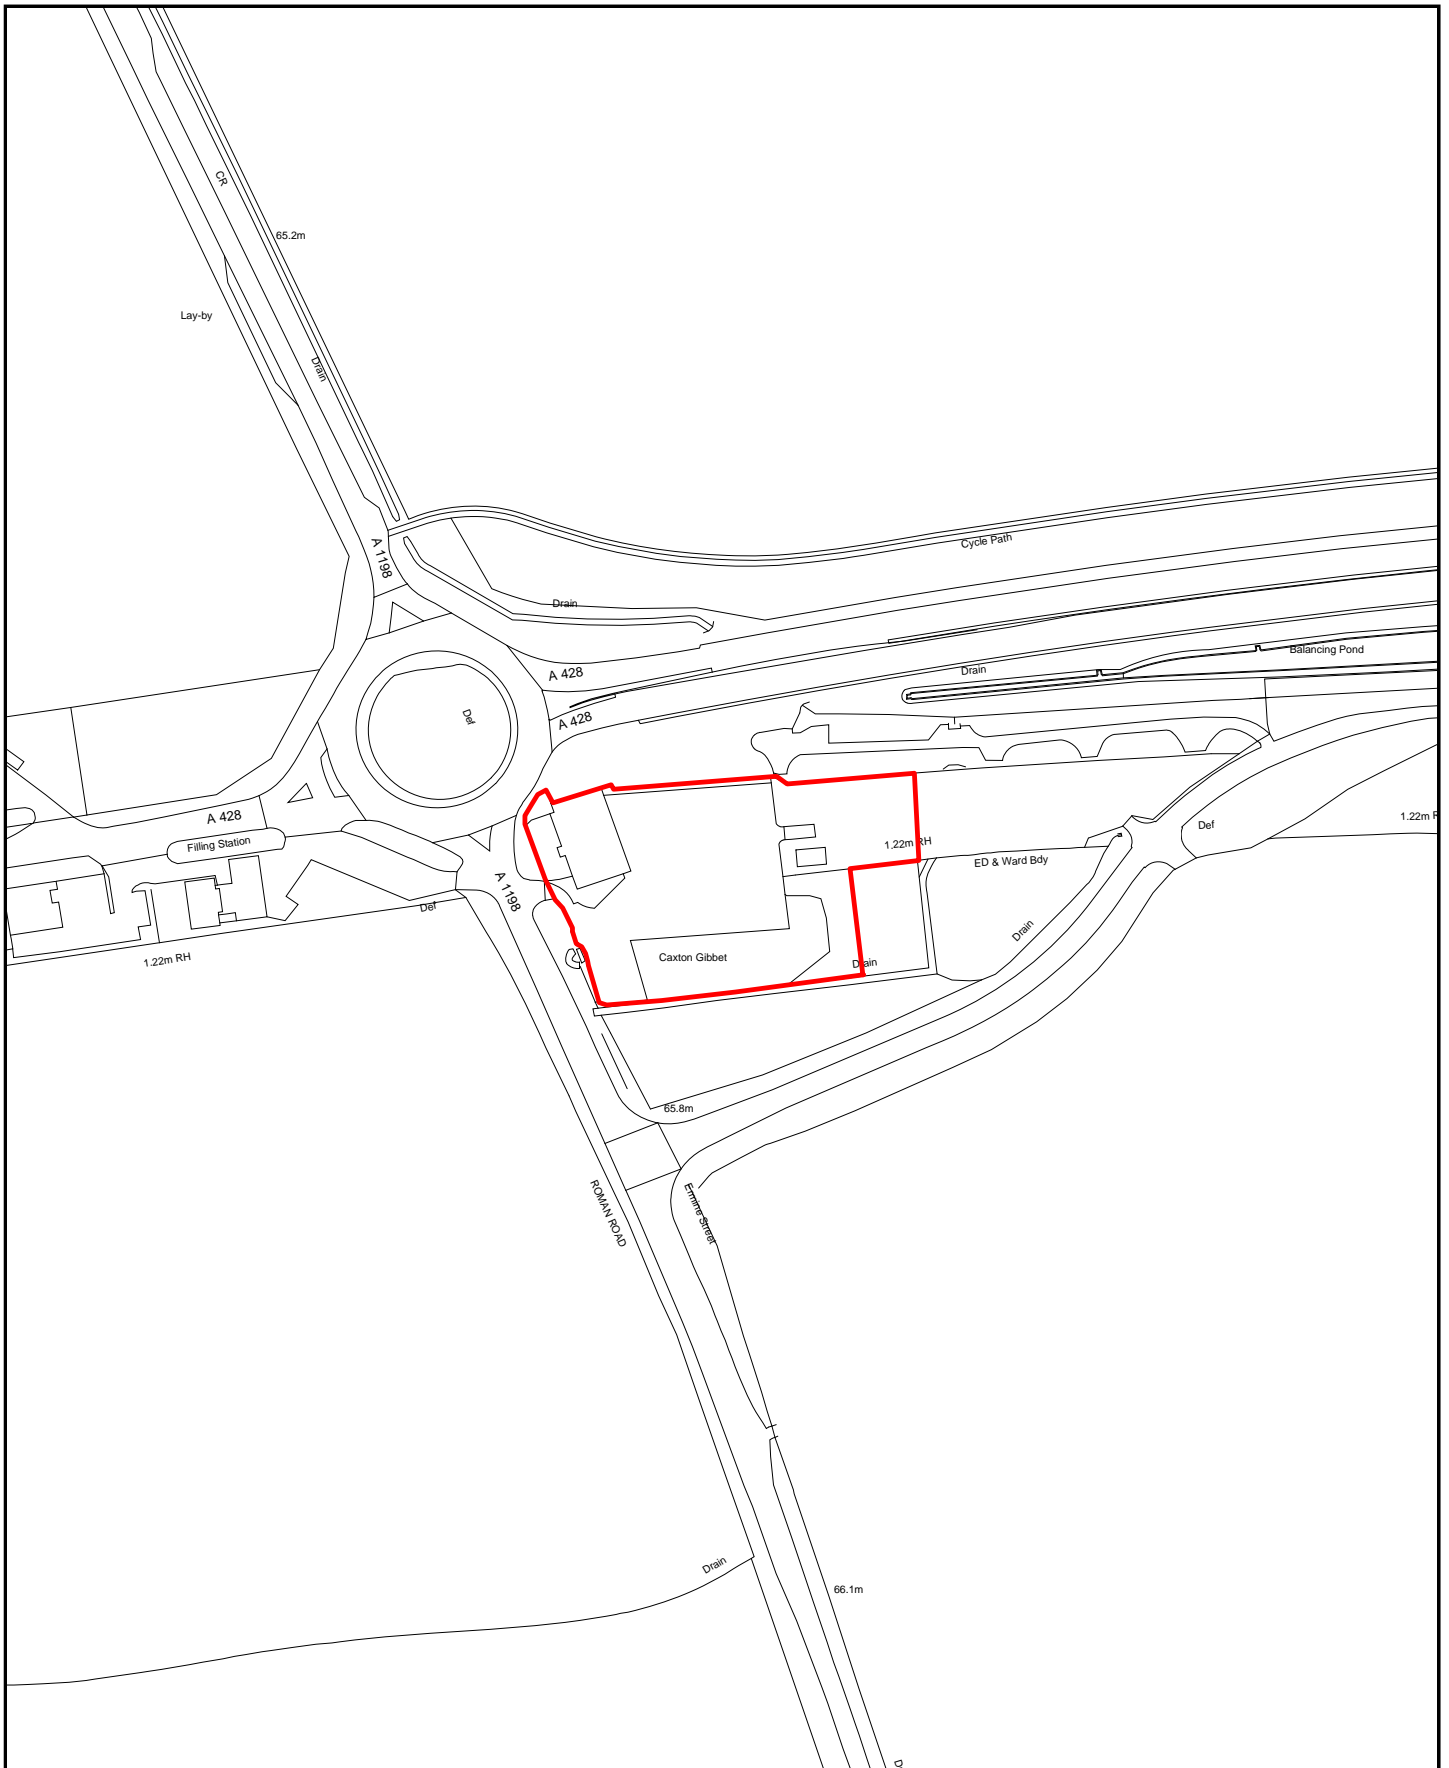 CR
65.2m
Lay-by
Drain
A 1198
Cycle Path
Drain
A 428
Drain
Balancing Pond
Def
A 428
A 428
Filling Station
1.22m RH
ED & Ward Bdy
Def
1.22m R
A 1198
Def
1.22m RH
Caxton Gibbet
Drain
Drain
65.8m
ROMAN ROAD
Ermine Street
Drain
66.1m